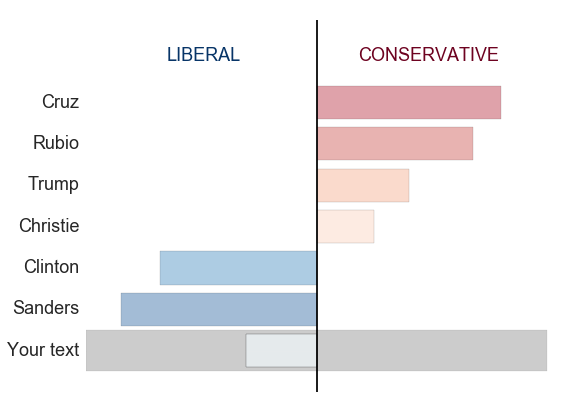 LIBERAL CONSERVATIVE
Cruz
Rubio
Trump
Christie
Clinton
Sanders
Your text